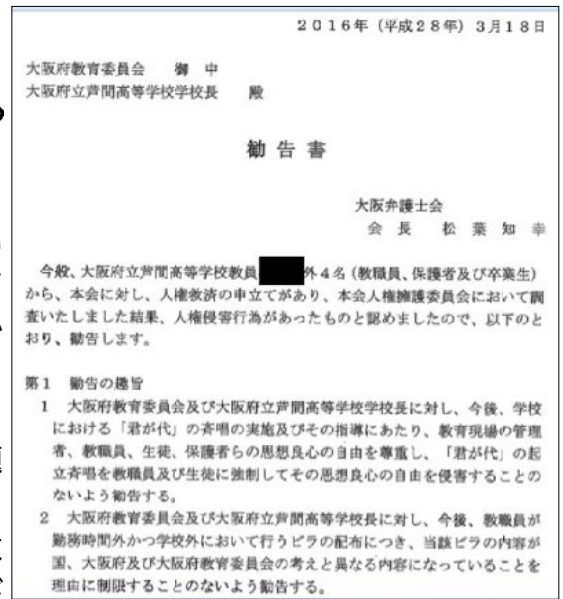 2016年（平成28年）3月18日
大阪府教育委員会　御　中
大阪府立芦間高等学校学校長　殿
勧　告　書
大阪弁護士会
会　長　　松　葉　知　幸
今般、大阪府立芦間高等学校教員　外4名（教職員、保護者及び卒業生）
から、本会に対し、人権救済の申立てがあり、本会人権擁護委員会において調
査いたしました結果、人権侵害行為があったものと認めましたので、以下のと
おり、勧告します。
第1　勧告の趣旨
1　大阪府教育委員会及び大阪府立芦間高等学校学校長に対し、今後、学校
における「君が代」の斉唱の実施及びその指導にあたり、教育現場の管理
者、教職員、生徒、保護者らの思想良心の自由を尊重し、「君が代」の起
立斉唱を教職員及び生徒に強制してその思想良心の自由を侵害することの
ないよう勧告する。
2　大阪府教育委員会及び大阪府立芦間高等学校長に対し、今後、教職員が
勤務時間外かつ学校外において行うビラの配布につき、当該ビラの内容が
国、大阪府及び大阪府教育委員会の考えと異なる内容になっていることを
理由に制限することのないよう勧告する。